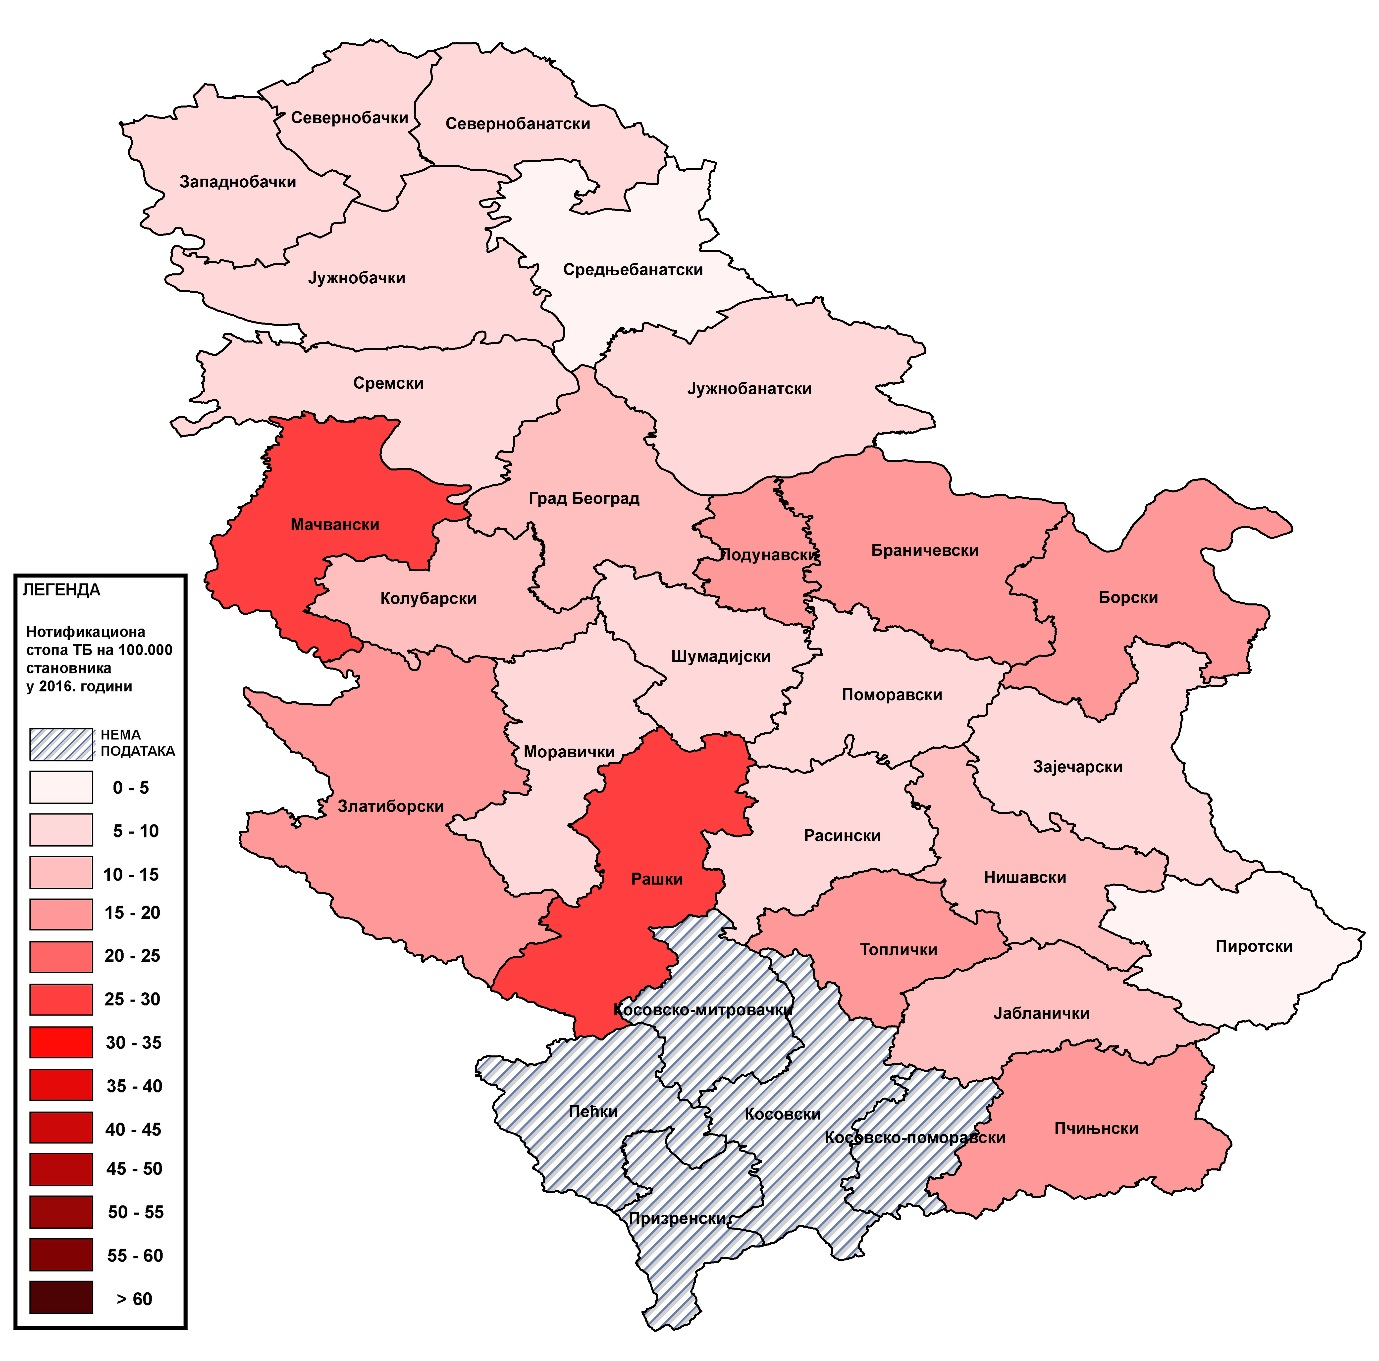 Севернобачки
Севернобанатски
Западнобачки
Јужнобачки
Средњебанатски
Сремски
Јужнобанатски
Мачвански
Град Београд
Подунавски
Браничевски
Борски
Колубарски
Шумадијски
Поморавски
Моравички
Зајечарски
Златиборски
Расински
Рашки
Нишавски
Топлички
Пиротски
Косовско-митровачки
Јабланички
Пећки
Косовски
Косовско-поморавски
Пчињнски
Призренски
ЛЕГЕНДА
Нотификациона
стопа ТБ на 100.000
становника
у 2016. години
НЕМА
ПОДАТАКА
0 - 5
5 - 10
10 - 15
15 - 20
20 - 25
25 - 30
30 - 35
35 - 40
40 - 45
45 - 50
50 - 55
55 - 60
> 60